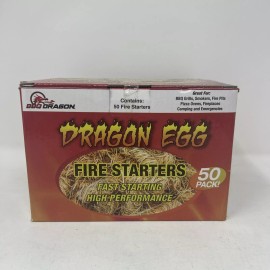 BBQ DRAGON
Contains:
50 Fire Starters
Great For:
BBQ Grills, Smokers, Fire Pits
Pizza Ovens, Fireplaces
Camping and Emergencies
DRAGON EGG
FIRE STARTERS
FAST STARTING
HIGH PERFORMANCE.
50
PACK!